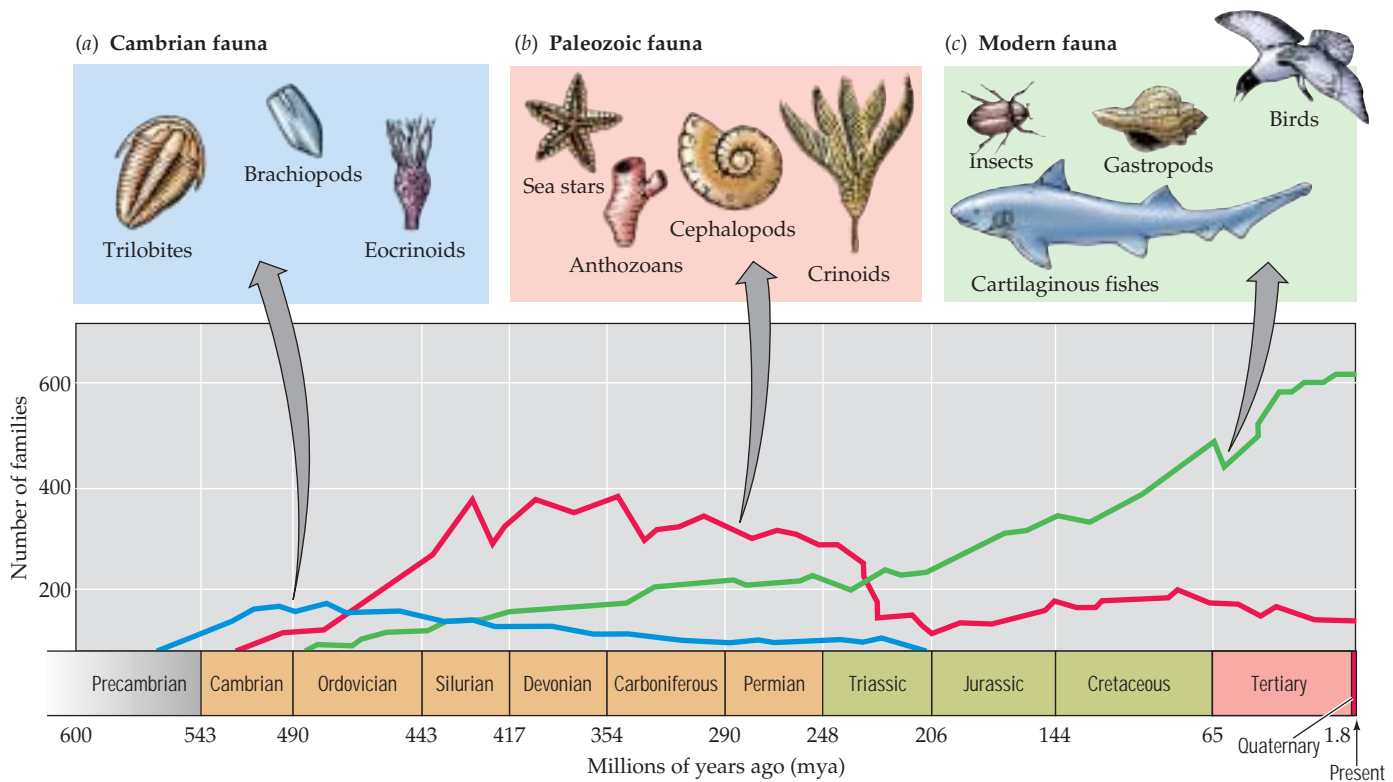 (a) Cambrian fauna
Trilobites
Brachiopods
Eocrinoids
(b) Paleozoic fauna
Sea stars
Anthozoans
Cephalopods
Crinoids
(c) Modern fauna
Insects
Gastropods
Birds
Cartilaginous fishes
Number of families
600
400
200
Precambrian Cambrian Ordovician Silurian Devonian Carboniferous Permian Triassic Jurassic Cretaceous Tertiary
600 543 490 443 417 354 290 248 206 144 65 1.8
Quaternary
Present
Millions of years ago (mya)